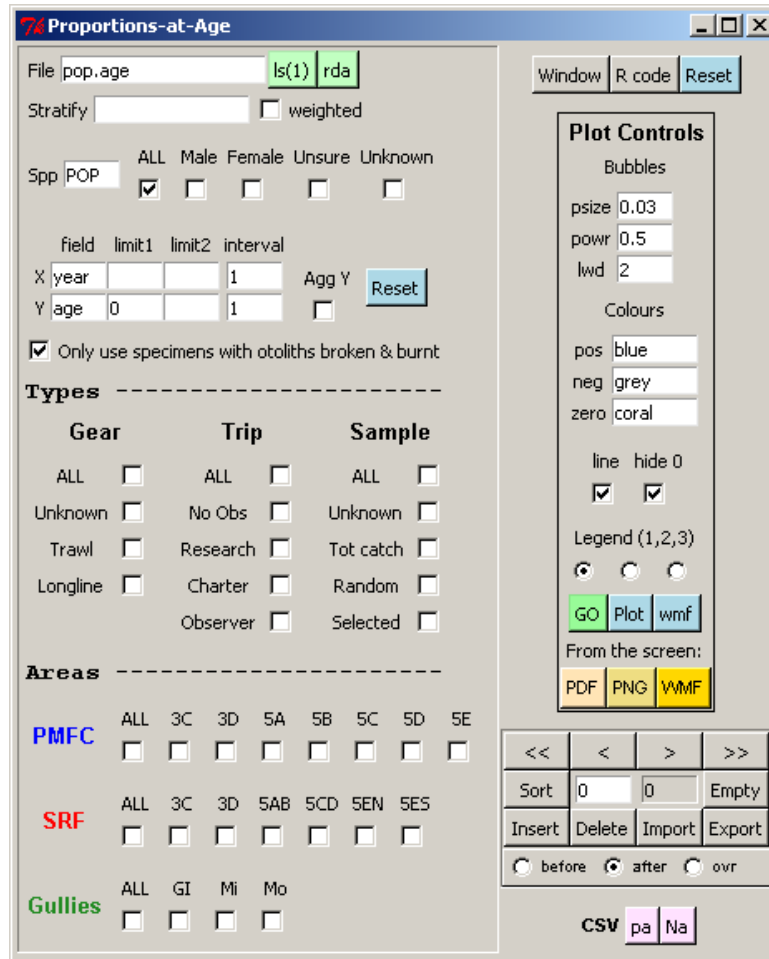 Proportions-at-Age
File pop.age ls(1) rda
Stratify weighted
ALL Male Female Unsure Unknown
Spp POP
field limit1 limit2 interval
X year 1 Agg Y Reset
Y age 0 1
Only use specimens with otoliths broken & burnt
Types ------------------------
Gear Trip Sample
ALL ALL ALL
Unknown No Obs Unknown
Trawl Research Tot catch
Longline Charter Random
Observer Selected
Areas ------------------------
ALL 3C 3D 5A 5B 5C 5D 5E
PMFC
ALL 3C 3D 5AB 5CD 5EN 5ES
SRF
ALL GI Mi Mo
Gullies
Window R code Reset
Plot Controls
Bubbles
psize 0.03
powr 0.5
lwd 2
Colours
pos blue
neg grey
zero coral
line hide 0
Legend (1,2,3)
GO Plot wmf
From the screen:
PDF PNG WMF
<< < > >>
Sort 0 0 Empty
Insert Delete Import Export
before after ovr
CSV pa Na